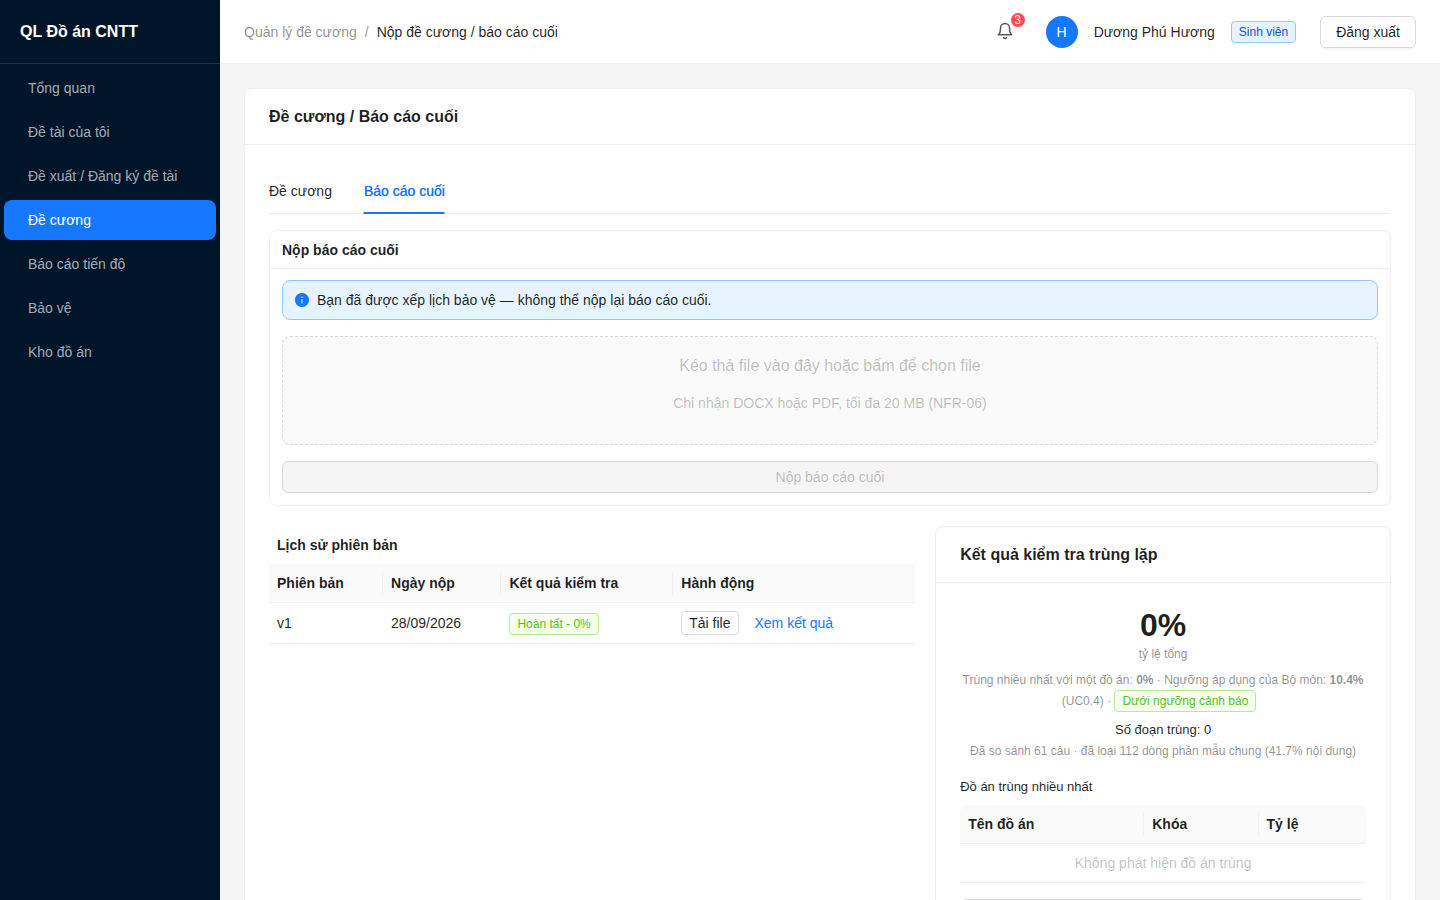 QL Đồ án CNTT
Tổng quan
Đề tài của tôi
Đề xuất / Đăng ký đề tài
Đề cương
Báo cáo tiến độ
Bảo vệ
Kho đồ án
Quản lý đề cương / Nộp đề cương / báo cáo cuối
3
H
Dương Phú Hương
Sinh viên
Đăng xuất
Đề cương / Báo cáo cuối
Đề cương
Báo cáo cuối
Nộp báo cáo cuối
Bạn đã được xếp lịch bảo vệ — không thể nộp lại báo cáo cuối.
Kéo thả file vào đây hoặc bấm để chọn file
Chỉ nhận DOCX hoặc PDF, tối đa 20 MB (NFR-06)
Nộp báo cáo cuối
Lịch sử phiên bản
Phiên bản Ngày nộp Kết quả kiểm tra Hành động
v1 28/09/2026 Hoàn tất - 0% Tải file Xem kết quả
Kết quả kiểm tra trùng lặp
0%
tỷ lệ tổng
Trùng nhiều nhất với một đồ án: 0% · Ngưỡng áp dụng của Bộ môn: 10.4%
(UC0.4) · Dưới ngưỡng cảnh báo
Số đoạn trùng: 0
Đã so sánh 61 câu · đã loại 112 dòng phần mẫu chung (41.7% nội dung)
Đồ án trùng nhiều nhất
Tên đồ án Khóa Tỷ lệ
Không phát hiện đồ án trùng